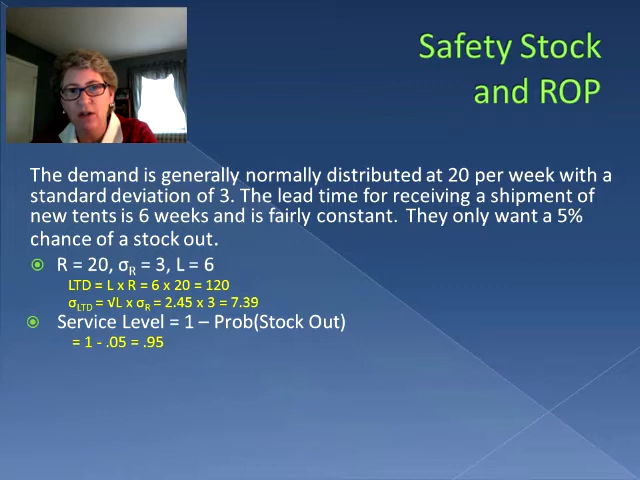 Safety Stock
and ROP
The demand is generally normally distributed at 20 per week with a
standard deviation of 3. The lead time for receiving a shipment of
new tents is 6 weeks and is fairly constant. They only want a 5%
chance of a stock out.
R = 20, σR = 3, L = 6
LTD = L x R = 6 x 20 = 120
σLTD = √L x σR = 2.45 x 3 = 7.39
Service Level = 1 – Prob(Stock Out)
= 1 - .05 = .95